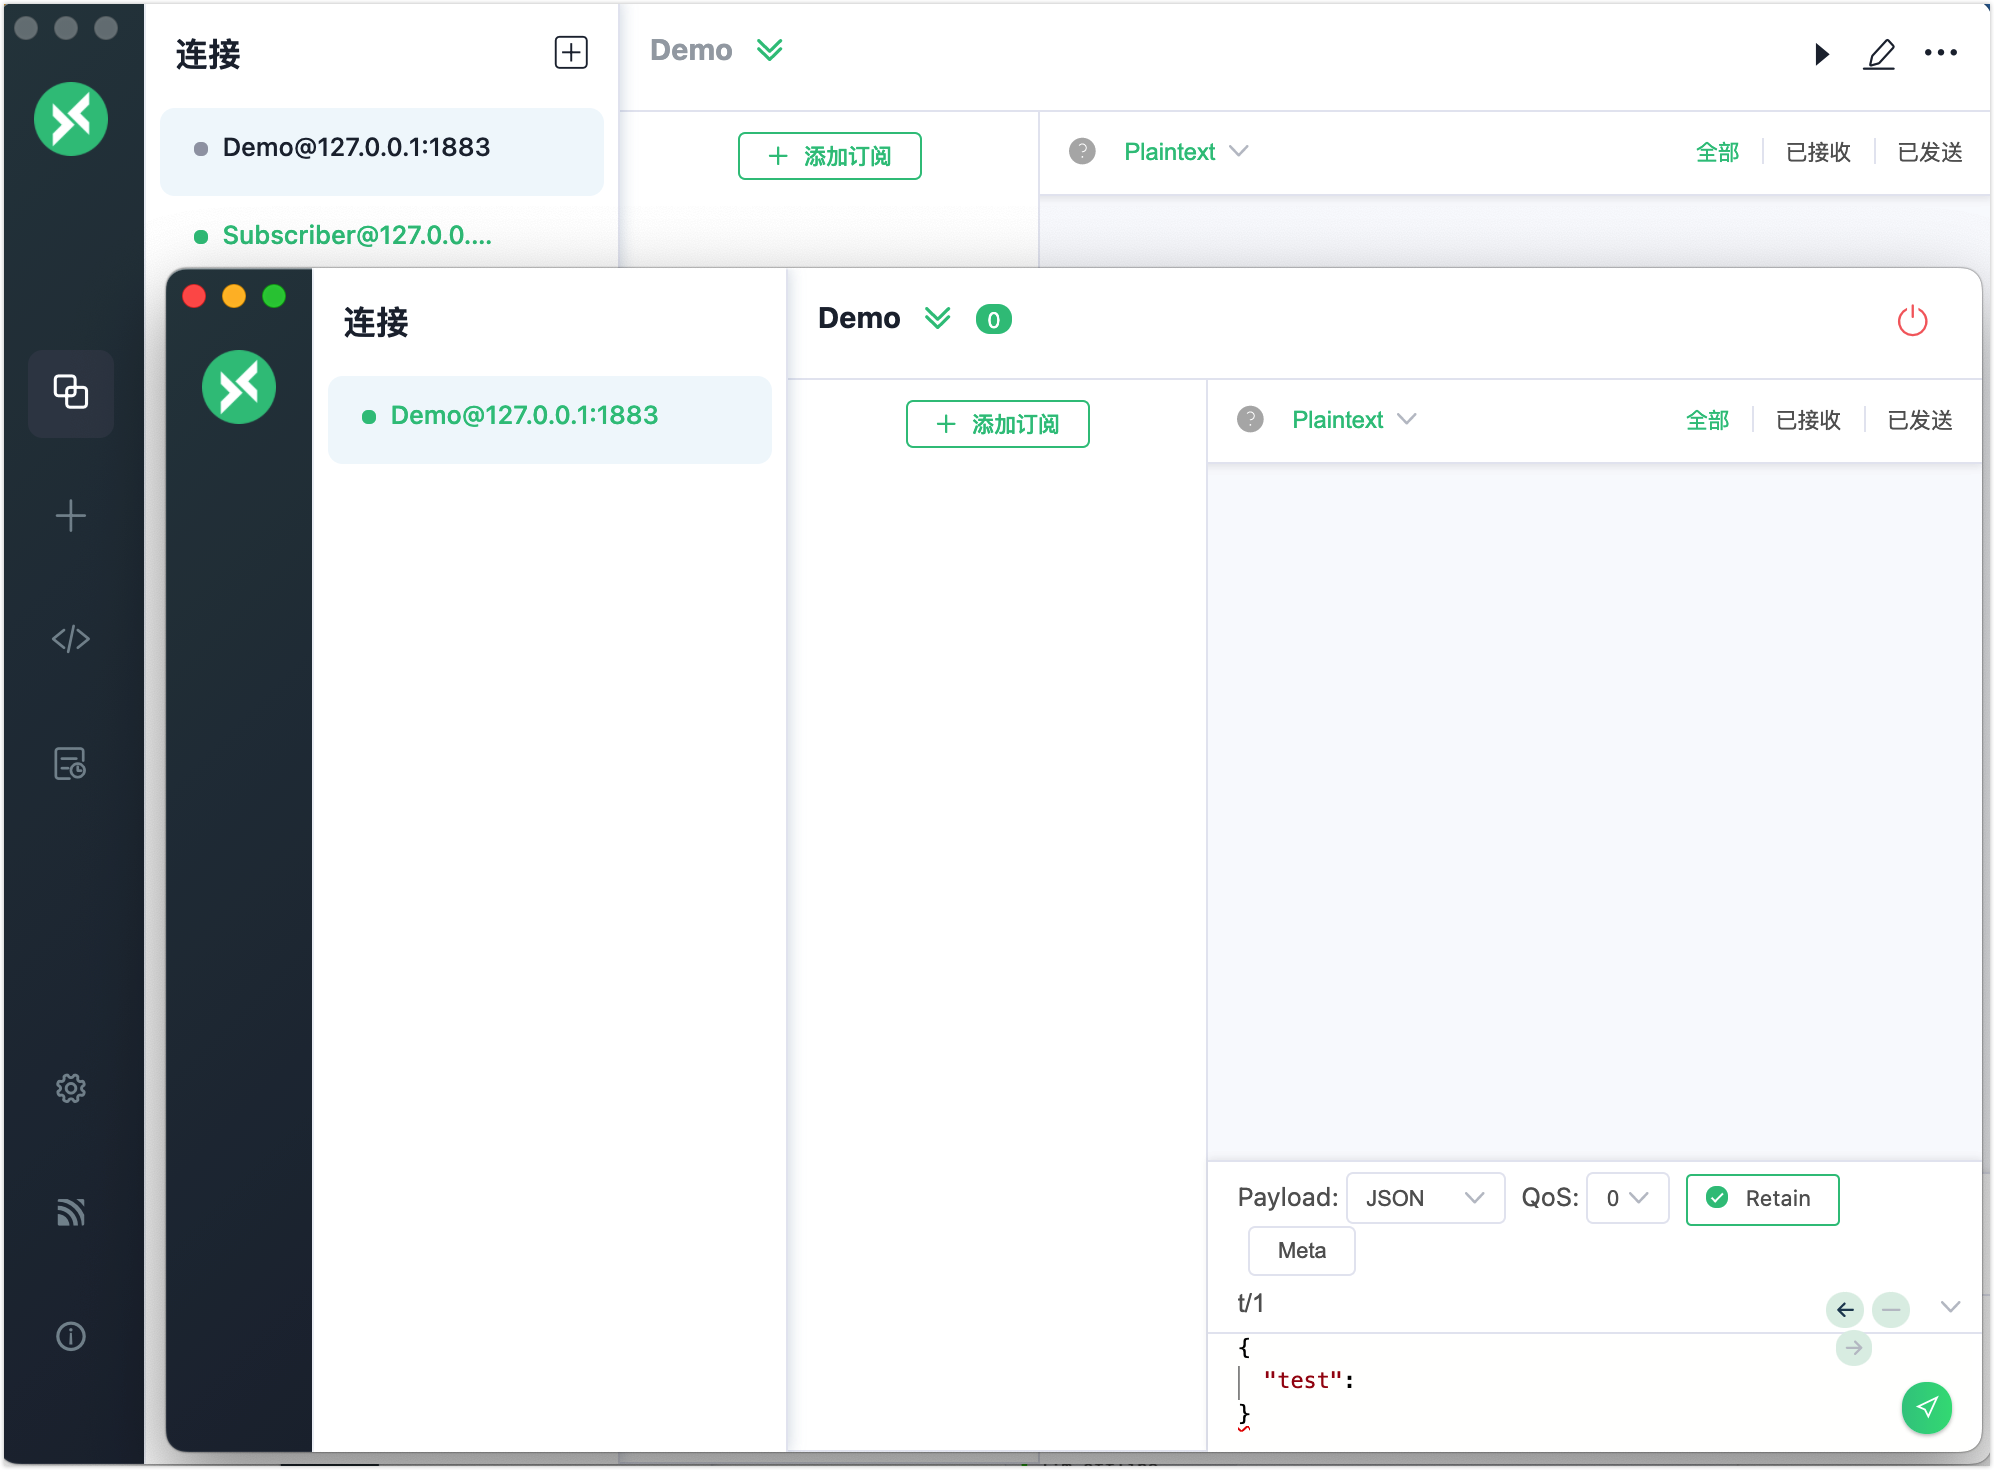 连接
Demo
Demo@127.0.0.1:1883
Subscriber@127.0.0....
添加订阅
Plaintext
全部
已接收
已发送
连接
Demo
0
Demo@127.0.0.1:1883
添加订阅
Plaintext
全部
已接收
已发送
Payload:
JSON
QoS:
0
Retain
Meta
t/1
{
"test":
}